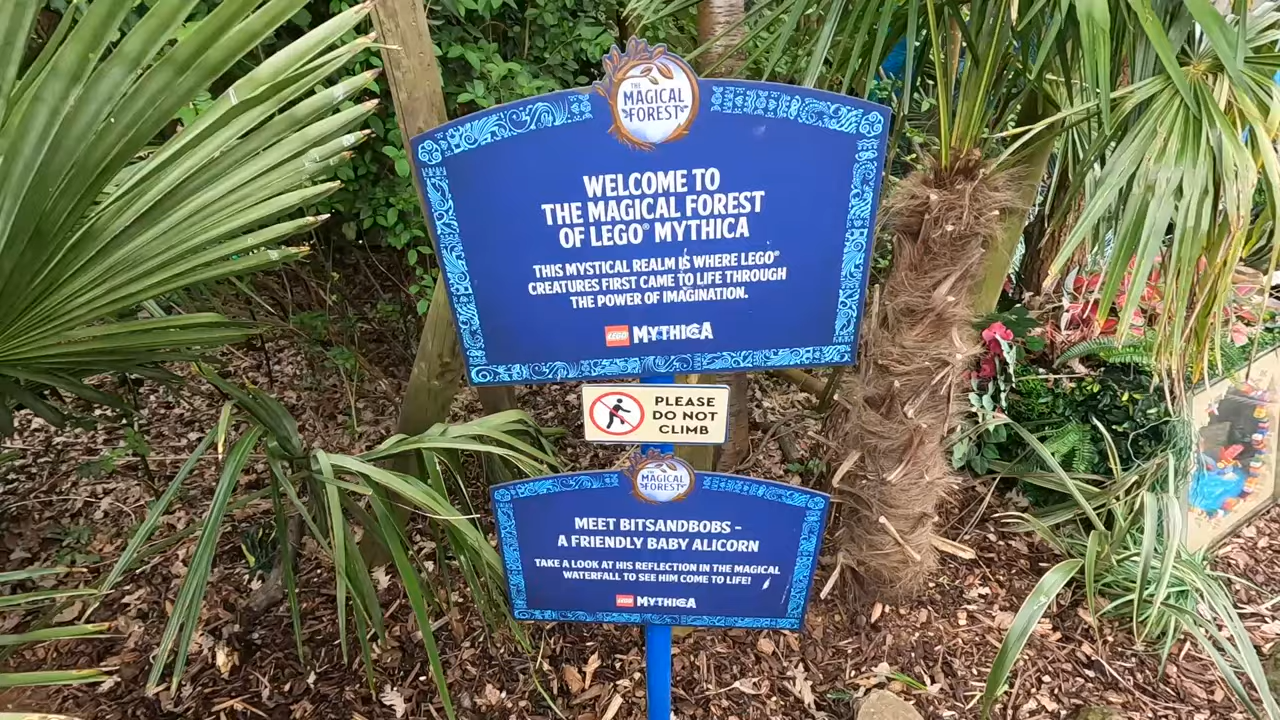 THE
MAGICAL
FOREST
WELCOME TO
THE MAGICAL FOREST
OF LEGO® MYTHICA
THIS MYSTICAL REALM IS WHERE LEGO®
CREATURES FIRST CAME TO LIFE THROUGH
THE POWER OF IMAGINATION.
LEGO MYTHICA
PLEASE
DO NOT
CLIMB
THE
MAGICAL
FOREST
MEET BITSANDBOBS -
A FRIENDLY BABY ALICORN
TAKE A LOOK AT HIS REFLECTION IN THE MAGICAL
WATERFALL TO SEE HIM COME TO LIFE!
LEGO MYTHICA